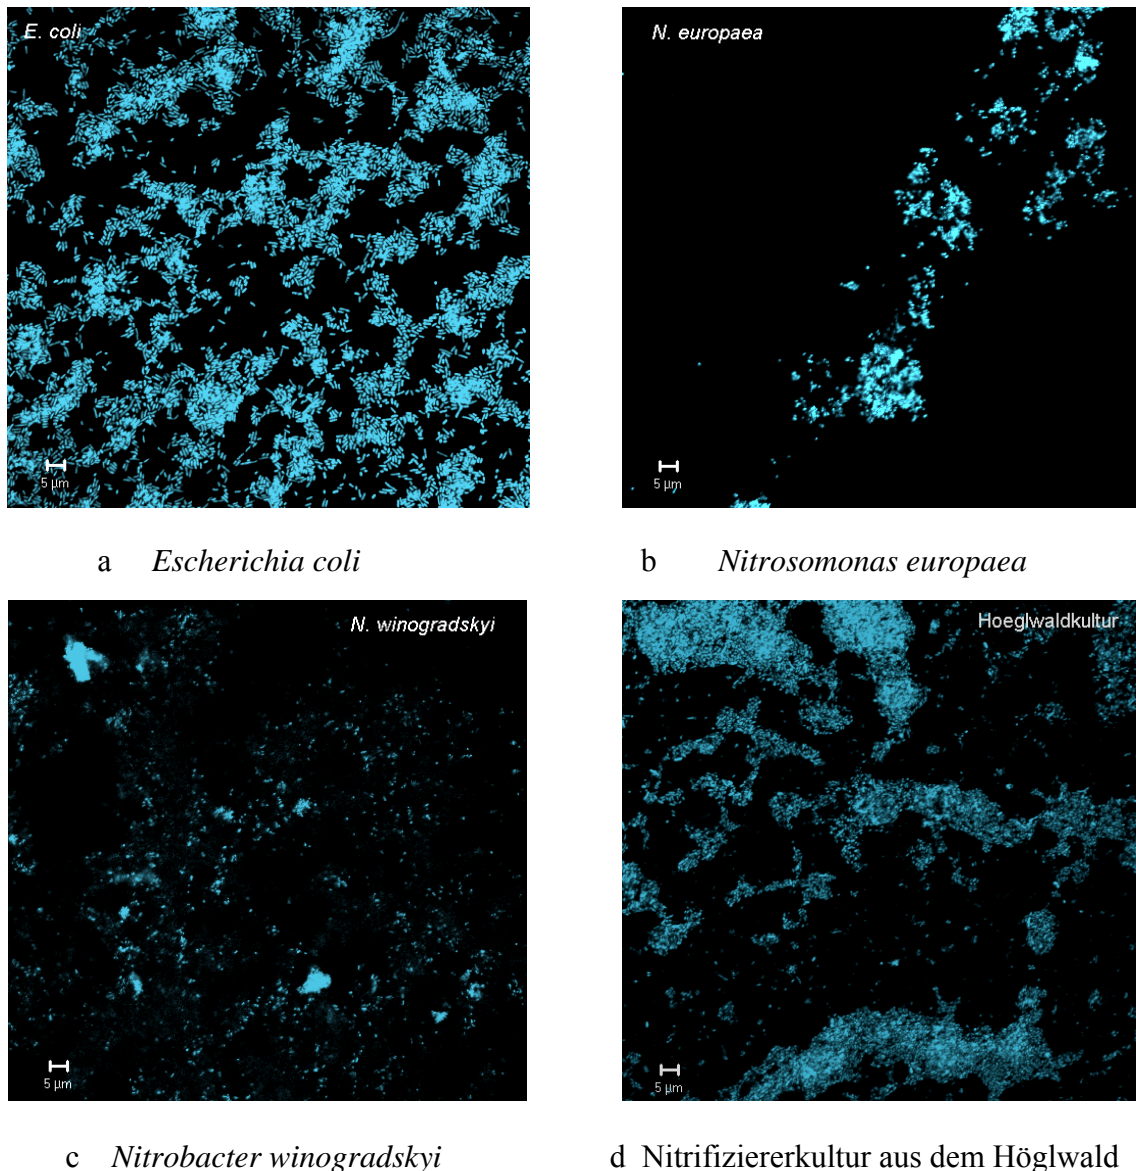 E. coli
N. europaea
5 µm
5 µm
a Escherichia coli
b Nitrosomonas europaea
N. winogradskyi
Hoeglwaldkultur
5 µm
5 µm
c Nitrobacter winogradskyi
d Nitrifiziererkultur aus dem Höglwald